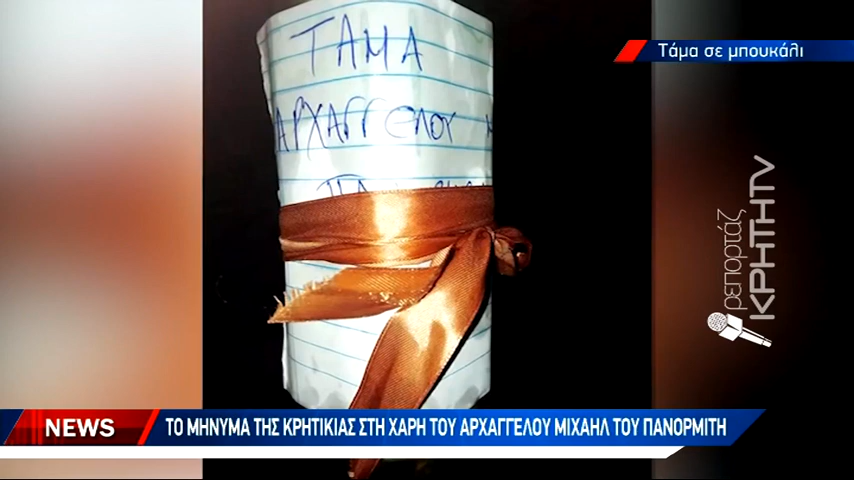 Τάμα σε μπουκάλι
ΤΑΜΑ
ΑΡΧΑΓΓΕΛΟΥ
ρεπορτάζ
ΚΡΗΤΗTV
NEWS
ΤΟ ΜΗΝΥΜΑ ΤΗΣ ΚΡΗΤΙΚΙΑΣ ΣΤΗ ΧΑΡΗ ΤΟΥ ΑΡΧΑΓΓΕΛΟΥ ΜΙΧΑΗΛ ΤΟΥ ΠΑΝΟΡΜΙΤΗ